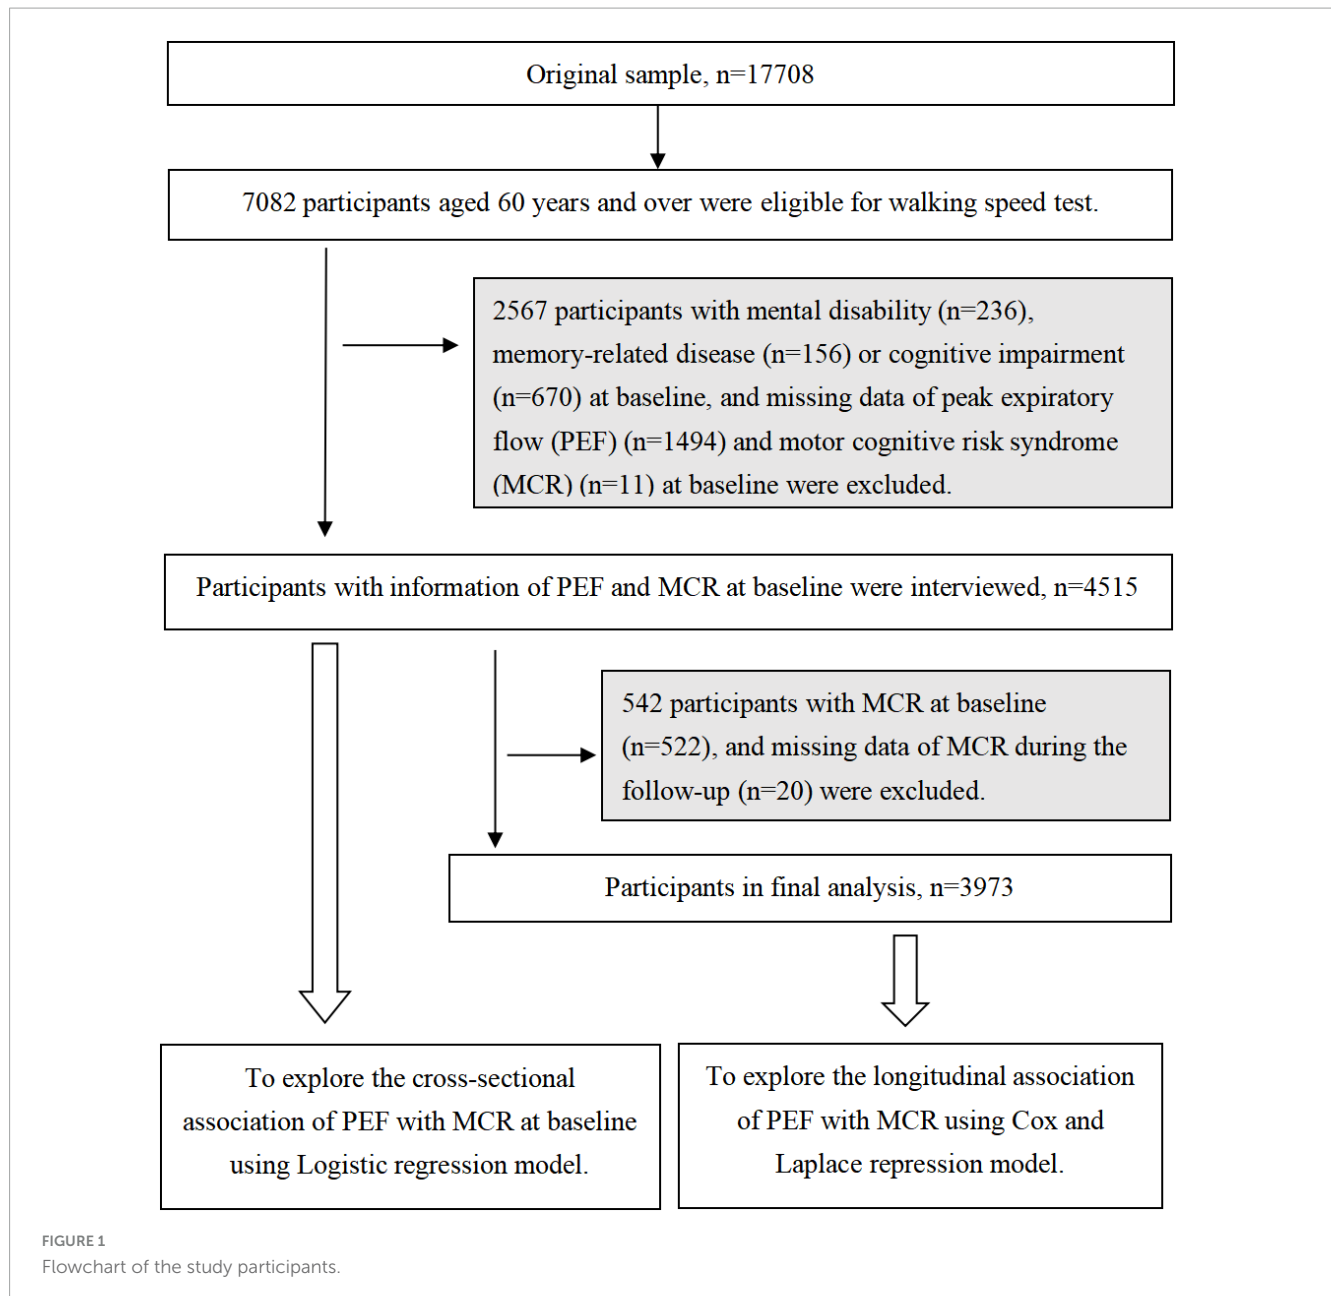 Original sample, n=17708
7082 participants aged 60 years and over were eligible for walking speed test.
2567 participants with mental disability (n=236),
memory-related disease (n=156) or cognitive impairment
(n=670) at baseline, and missing data of peak expiratory
flow (PEF) (n=1494) and motor cognitive risk syndrome
(MCR) (n=11) at baseline were excluded.
Participants with information of PEF and MCR at baseline were interviewed, n=4515
542 participants with MCR at baseline
(n=522), and missing data of MCR during the
follow-up (n=20) were excluded.
Participants in final analysis, n=3973
To explore the cross-sectional
association of PEF with MCR at baseline
using Logistic regression model.
To explore the longitudinal association
of PEF with MCR using Cox and
Laplace repression model.
FIGURE 1
Flowchart of the study participants.